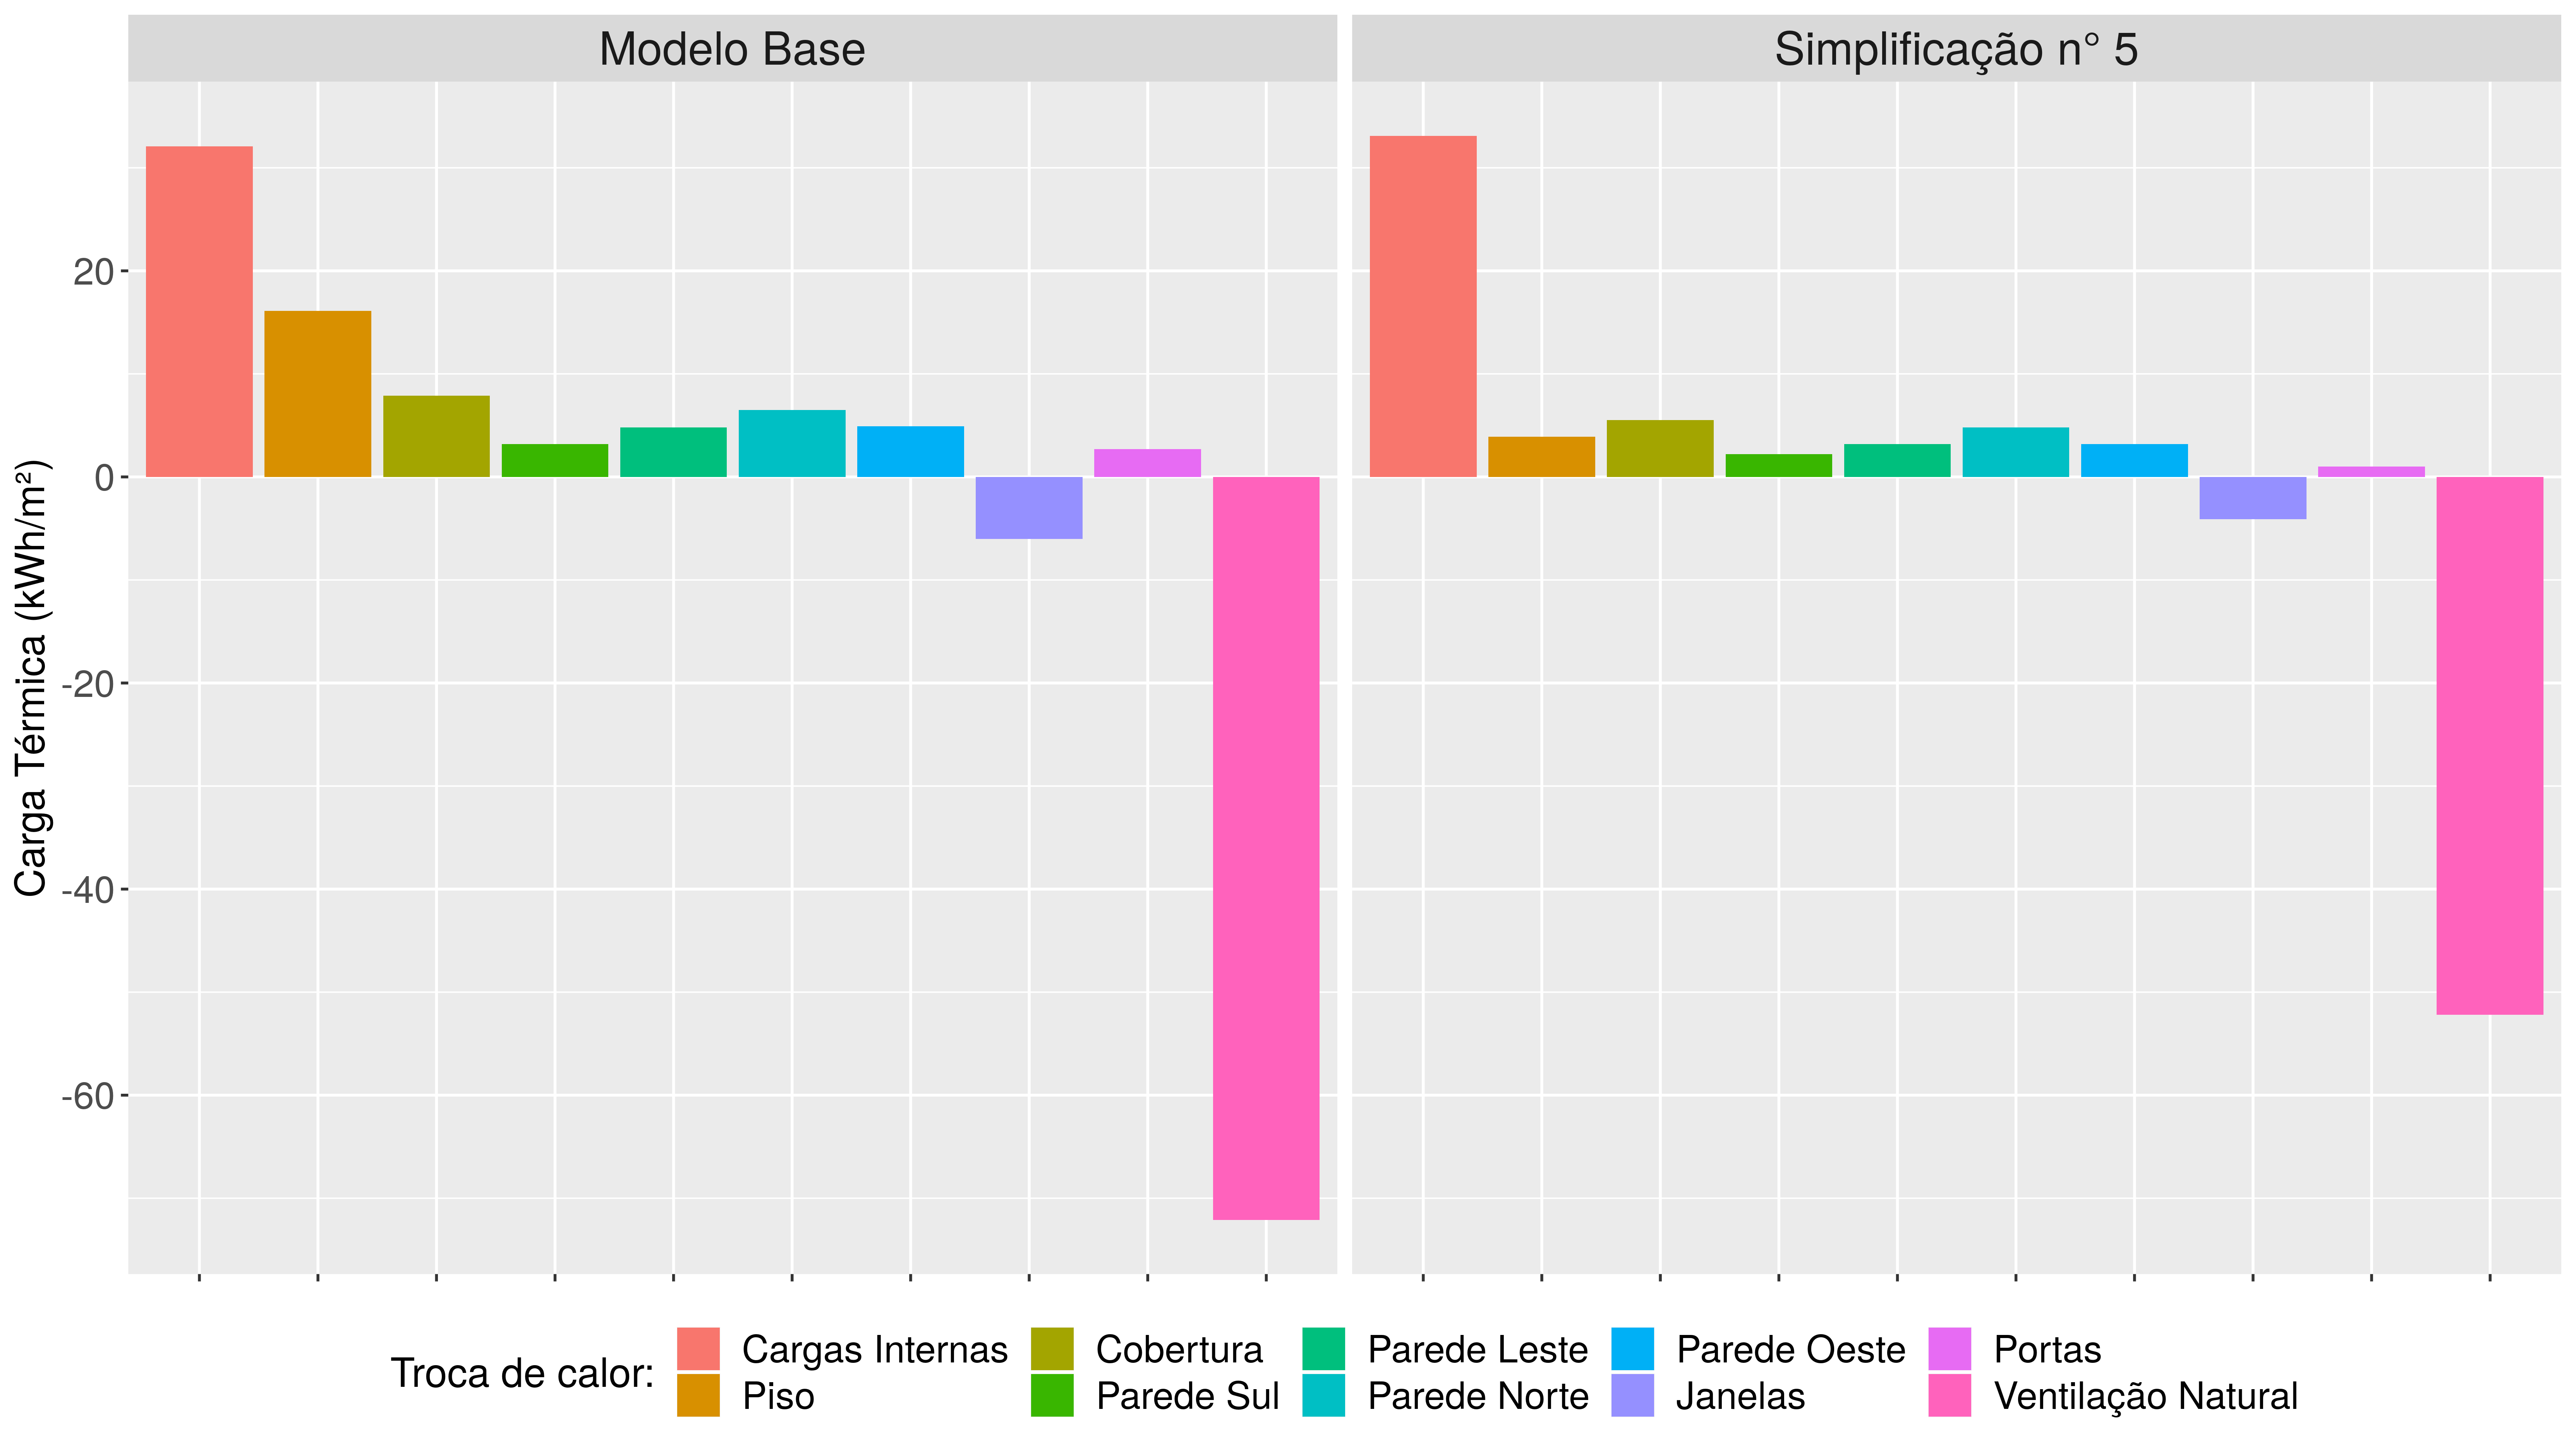 Modelo Base
Simplificação n° 5
Carga Térmica (kWh/m²)
20
0
-20
-40
-60
Troca de calor:
Cargas Internas
Piso
Cobertura
Parede Sul
Parede Leste
Parede Norte
Parede Oeste
Janelas
Portas
Ventilação Natural